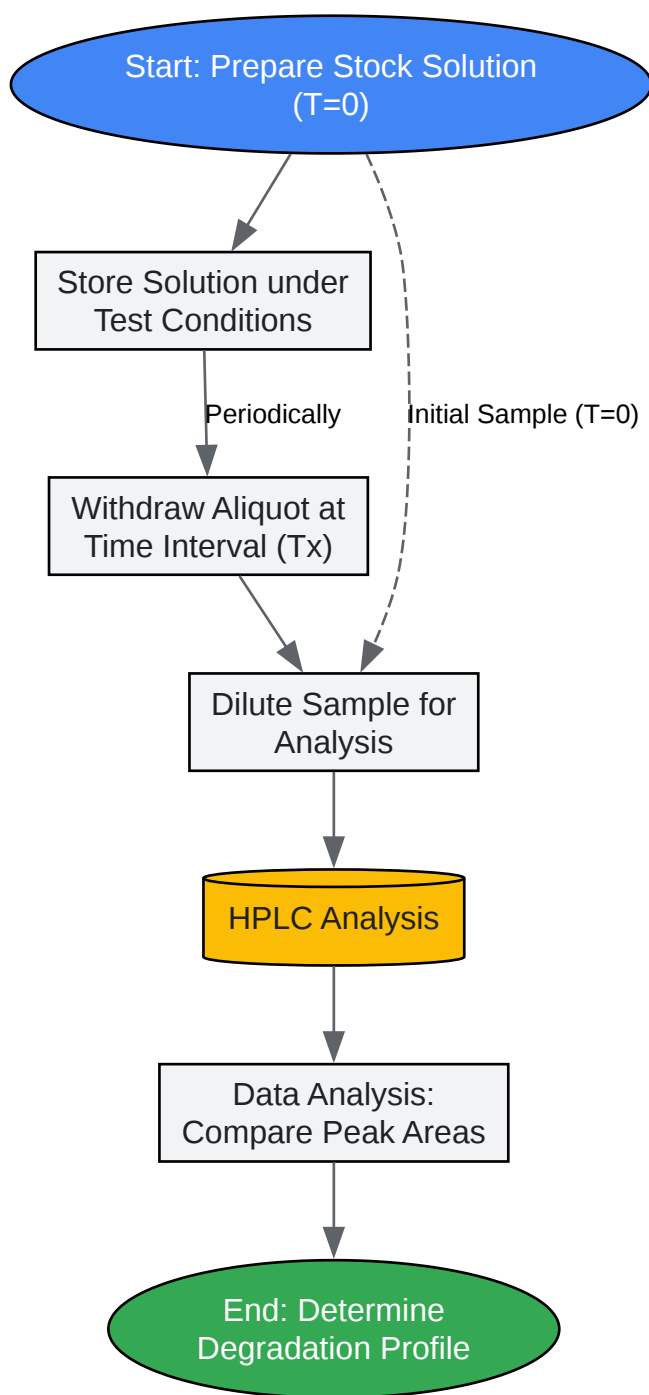 Start: Prepare Stock Solution
(T=0)
Store Solution under
Test Conditions
Periodically
Initial Sample (T=0)
Withdraw Aliquot at
Time Interval (Tx)
Dilute Sample for
Analysis
HPLC Analysis
Data Analysis:
Compare Peak Areas
End: Determine
Degradation Profile